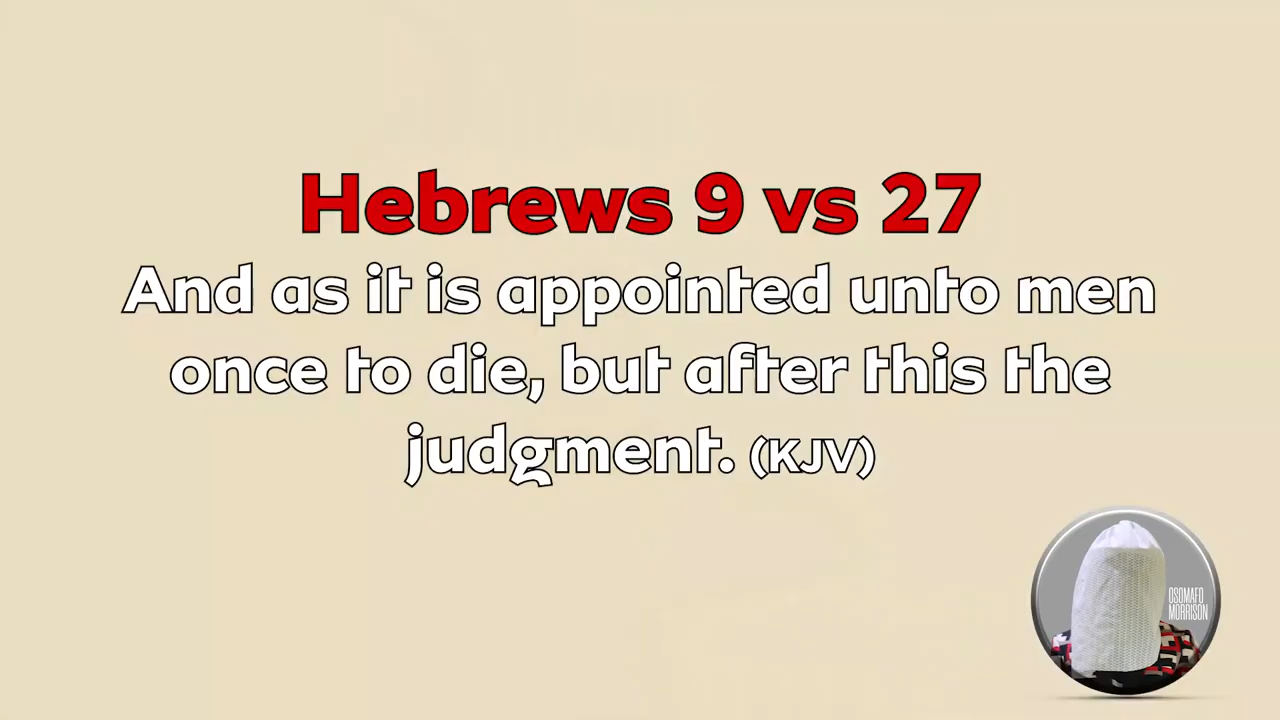 Hebrews 9 vs 27
And as it is appointed unto men
once to die, but after this the
judgment. (KJV)
OSOMAFO
MORRISON